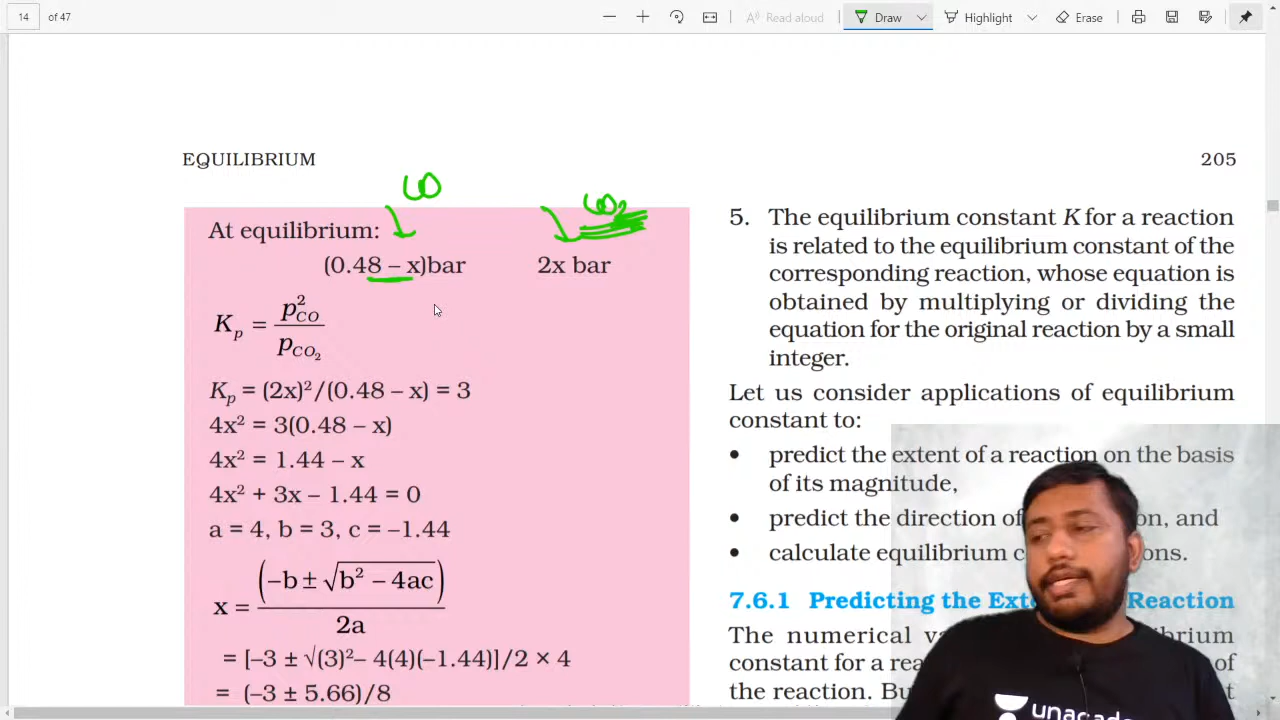 14 of 47
Read aloud
Draw
Highlight
Erase
EQUILIBRIUM
205
CO
CO2
At equilibrium:
(0.48 – x)bar 2x bar
Kp = p²CO / pCO₂
Kp = (2x)²/(0.48 – x) = 3
4x² = 3(0.48 – x)
4x² = 1.44 – x
4x² + 3x – 1.44 = 0
a = 4, b = 3, c = –1.44
x = (–b ± √b² – 4ac) / 2a
= [–3 ± √(3)²– 4(4)(–1.44)]/2 × 4
= (–3 ± 5.66)/8
5. The equilibrium constant K for a reaction
is related to the equilibrium constant of the
corresponding reaction, whose equation is
obtained by multiplying or dividing the
equation for the original reaction by a small
integer.
Let us consider applications of equilibrium
constant to:
• predict the extent of a reaction on the basis
of its magnitude,
• predict the direction of on, and
• calculate equilibrium c ons.
7.6.1 Predicting the Ext Reaction
The numerical va brium
constant for a rea of
the reaction. Bu t
unacade